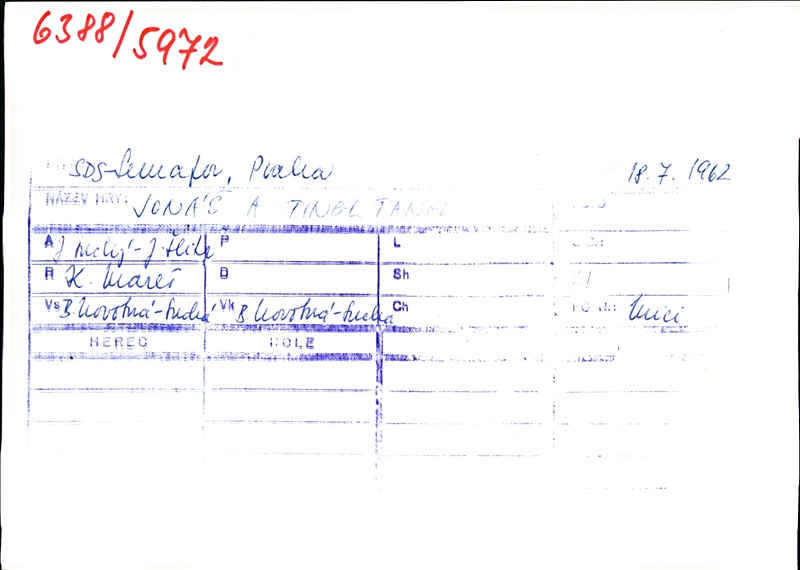 6388/5972
SDS-Semafor, Praha 18. 7. 1962
NÁZEV HRY: JONÁŠ A TINGL TANGL
A J Suchý - J. Šlitr P L
R K. Mareš D Sh
Vs B Novotná-Suchá Vk B Novotná-Suchá Ch
HEREC ROLE